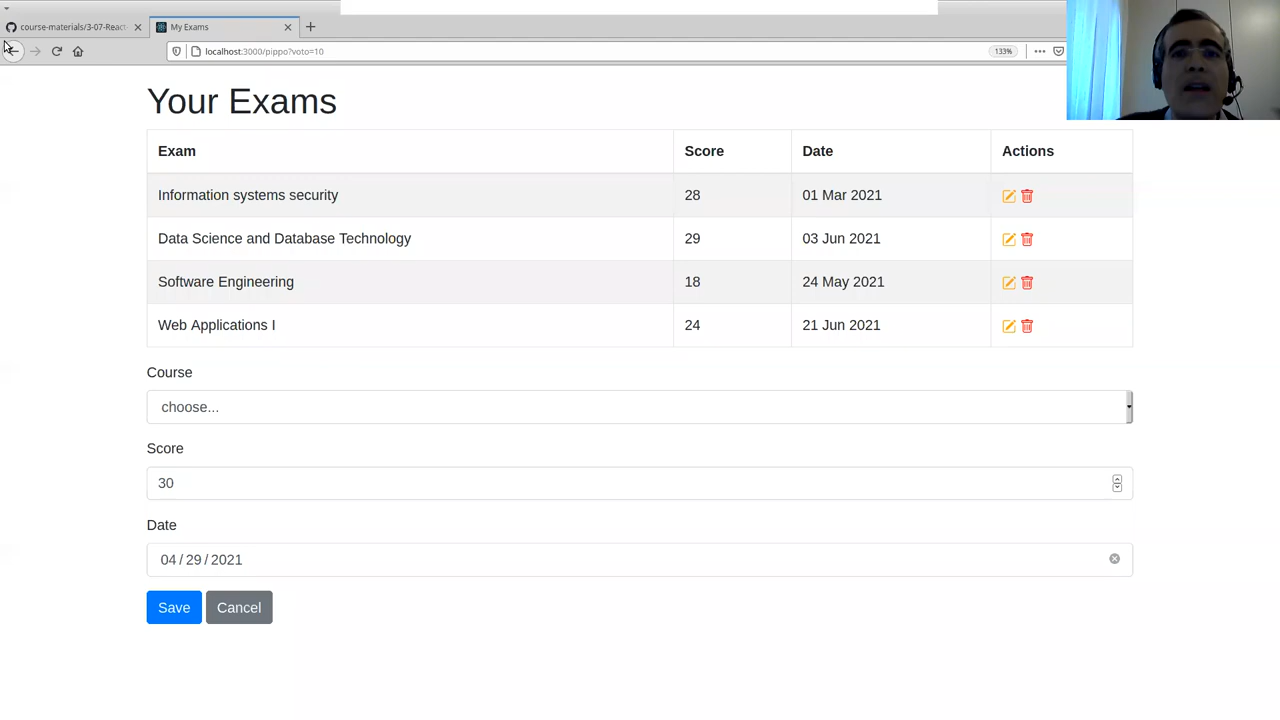 course-materials/3-07-React
My Exams
localhost:3000/pippo?voto=10
133%
Your Exams
Exam Score Date Actions
Information systems security 28 01 Mar 2021
Data Science and Database Technology 29 03 Jun 2021
Software Engineering 18 24 May 2021
Web Applications I 24 21 Jun 2021
Course
choose...
Score
30
Date
04/29/2021
Save Cancel